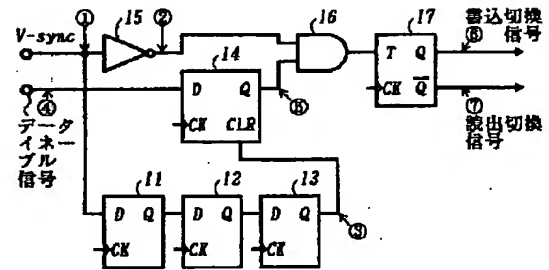 ① 15 ② 16 17 書込切換
V-sync ⑧ 信号
14 T Q
④ D Q CK Q̄
データー CK CLR ⑤ ⑦
イネー 読出切換
ブル 信号
信号 11 12 13
D Q D Q D Q ③
CK CK CK